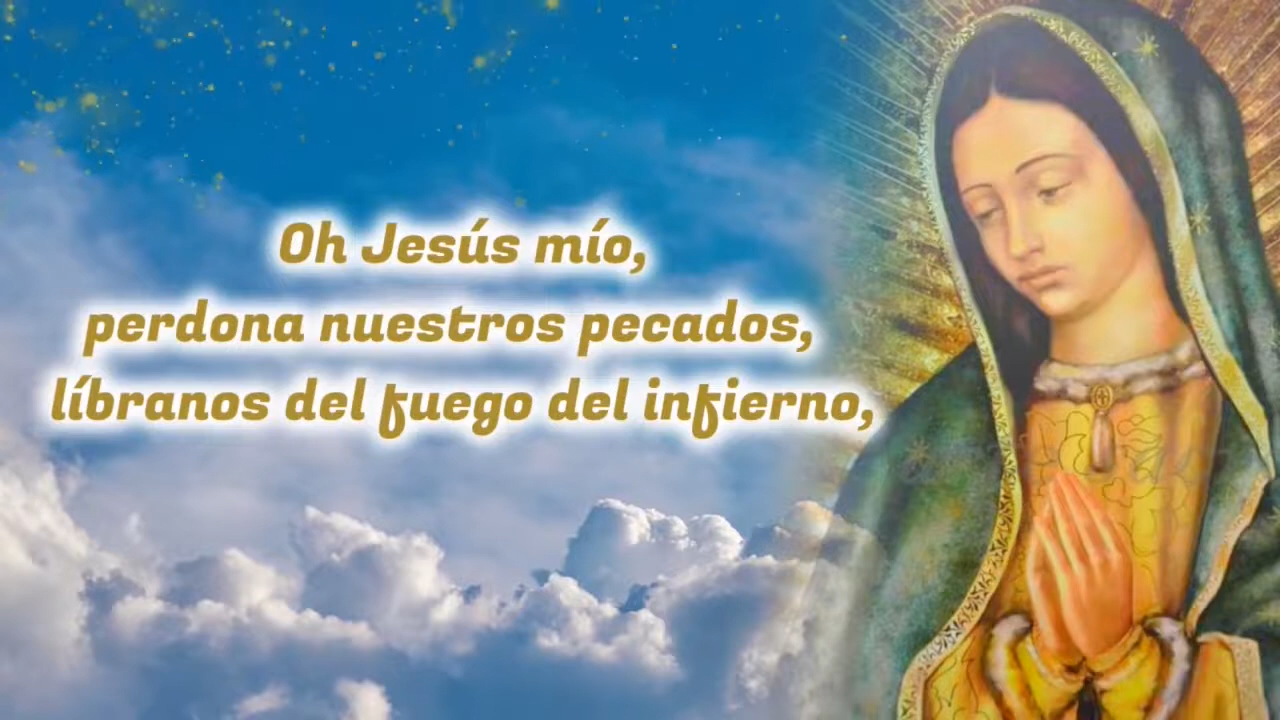 Oh Jesús mío,
perdona nuestros pecados,
líbranos del fuego del infierno,